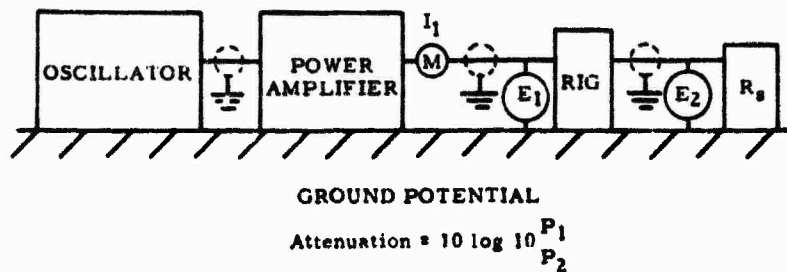 I₁
OSCILLATOR
POWER
AMPLIFIER
M
E₁
RIG
E₂
Rs
GROUND POTENTIAL
Attenuation = 10 log 10 P₁
P₂